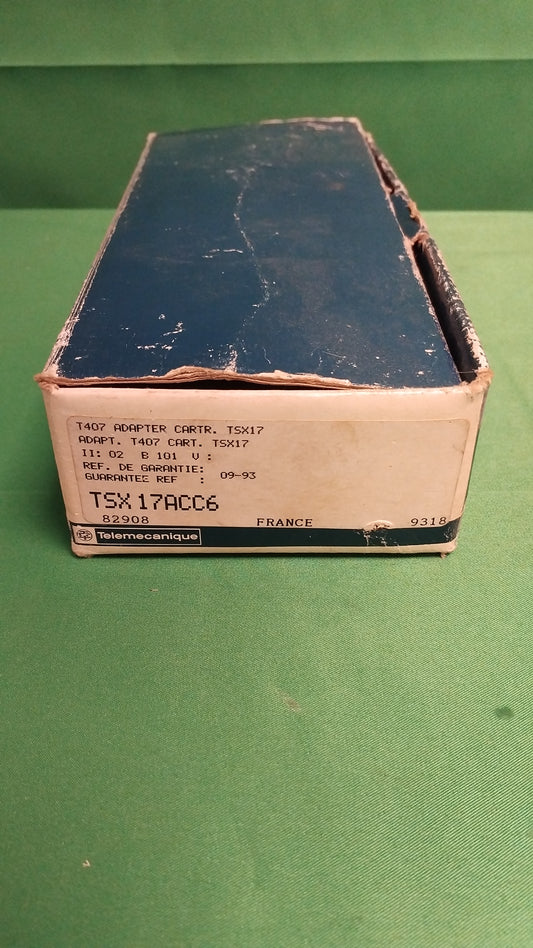 T407 ADAPTER CARTR. TSX17
ADAPT. T407 CART. TSX17
II: 02 B 101 V :
REF. DE GARANTIE:
GUARANTEE REF : 09-93
TSX 17ACC6
82908 FRANCE 9318
Telemecanique